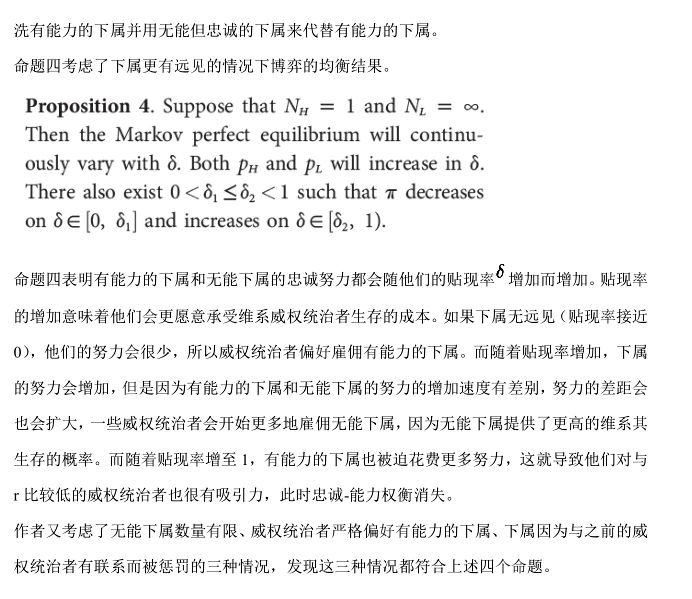 洗有能力的下属并用无能但忠诚的下属来代替有能力的下属。
命题四考虑了下属更有远见的情况下博弈的均衡结果。
Proposition 4. Suppose that N_H = 1 and N_L = ∞.
Then the Markov perfect equilibrium will continu-
ously vary with δ. Both p_H and p_L will increase in δ.
There also exist 0 < δ₁ ≤ δ₂ < 1 such that π decreases
on δ ∈ [0, δ₁] and increases on δ ∈ [δ₂, 1).
命题四表明有能力的下属和无能下属的忠诚努力都会随他们的贴现率δ增加而增加。贴现率
的增加意味着他们会更愿意承受维系威权统治者生存的成本。如果下属无远见（贴现率接近
0），他们的努力会很少，所以威权统治者偏好雇佣有能力的下属。而随着贴现率增加，下属
的努力会增加，但是因为有能力的下属和无能下属的努力的增加速度有差别，努力的差距会
也会扩大，一些威权统治者会开始更多地雇佣无能下属，因为无能下属提供了更高的维系其
生存的概率。而随着贴现率增至 1，有能力的下属也被迫花费更多努力，这就导致他们对与
r 比较低的威权统治者也很有吸引力，此时忠诚-能力权衡消失。
作者又考虑了无能下属数量有限、威权统治者严格偏好有能力的下属、下属因为与之前的威
权统治者有联系而被惩罚的三种情况，发现这三种情况都符合上述四个命题。